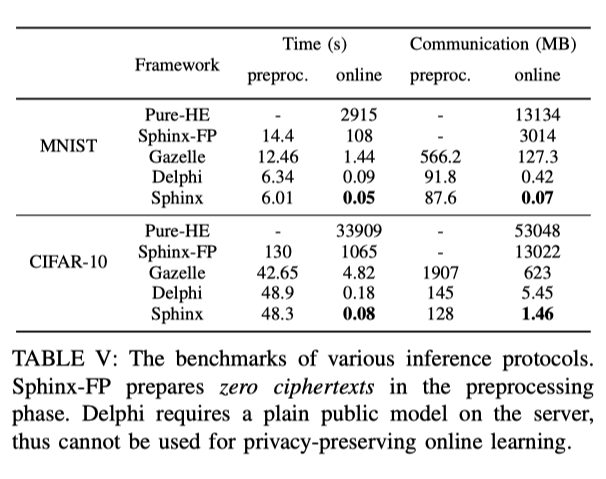 Framework Time (s) Communication (MB)
preproc. online preproc. online
MNIST
Pure-HE - 2915 - 13134
Sphinx-FP 14.4 108 - 3014
Gazelle 12.46 1.44 566.2 127.3
Delphi 6.34 0.09 91.8 0.42
Sphinx 6.01 0.05 87.6 0.07
CIFAR-10
Pure-HE - 33909 - 53048
Sphinx-FP 130 1065 - 13022
Gazelle 42.65 4.82 1907 623
Delphi 48.9 0.18 145 5.45
Sphinx 48.3 0.08 128 1.46
TABLE V: The benchmarks of various inference protocols.
Sphinx-FP prepares zero ciphertexts in the preprocessing
phase. Delphi requires a plain public model on the server,
thus cannot be used for privacy-preserving online learning.